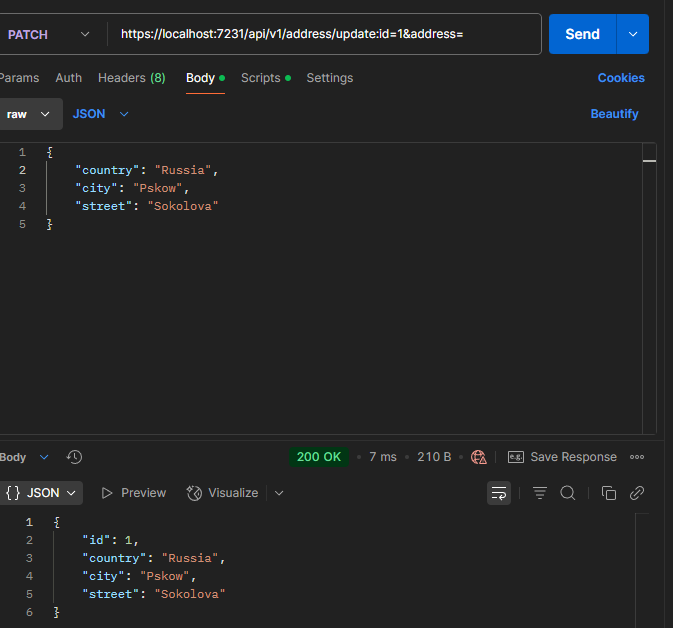 PATCH https://localhost:7231/api/v1/address/update:id=1&address= Send
Params Auth Headers (8) Body Scripts Settings Cookies
raw JSON Beautify
1 {
2 "country": "Russia",
3 "city": "Pskow",
4 "street": "Sokolova"
5 }
Body 200 OK 7 ms 210 B e.g. Save Response
{} JSON Preview Visualize
1 {
2 "id": 1,
3 "country": "Russia",
4 "city": "Pskow",
5 "street": "Sokolova"
6 }